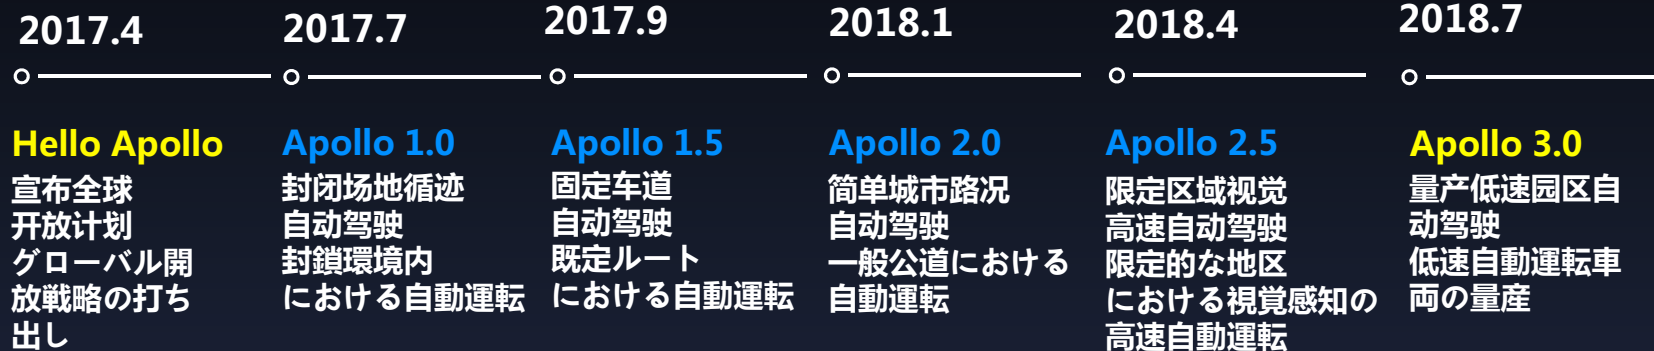 2017.4
Hello Apollo
宣布全球
开放计划
グローバル開
放戦略の打ち
出し
2017.7
Apollo 1.0
封闭场地循迹
自动驾驶
封鎖環境内
における自動運転
2017.9
Apollo 1.5
固定车道
自动驾驶
既定ルート
における自動運転
2018.1
Apollo 2.0
简单城市路况
自动驾驶
一般公道における
自動運転
2018.4
Apollo 2.5
限定区域视觉
高速自动驾驶
限定的な地区
における視覚感知の
高速自動運転
2018.7
Apollo 3.0
量产低速园区自
动驾驶
低速自動運転車
両の量産